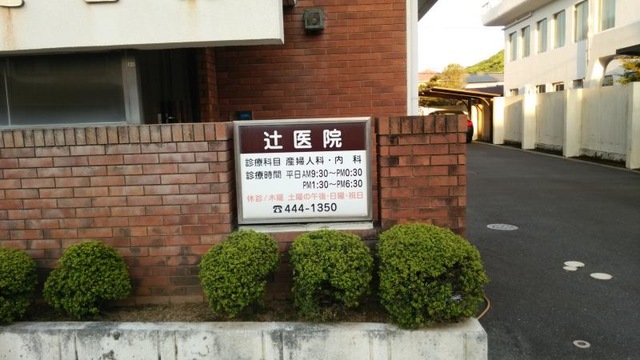 辻医院
診療科目 産婦人科・内科
診療時間 平日AM9:30〜PM0:30
PM1:30〜PM6:30
休診/木曜 土曜の午後・日曜・祝日
☎444-1350